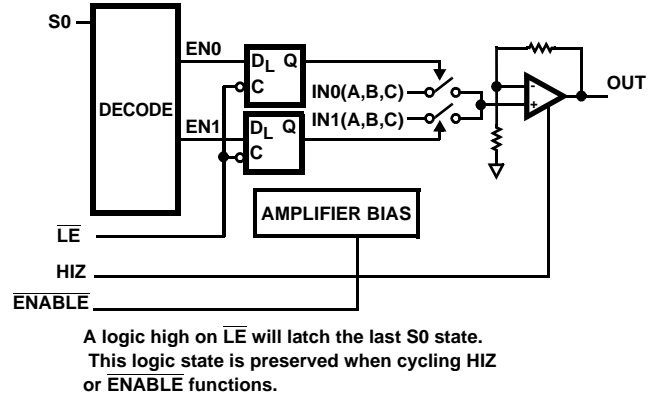 S0
DECODE
EN0
EN1
DL Q
C
DL Q
C
IN0(A,B,C)
IN1(A,B,C)
-
+
OUT
AMPLIFIER BIAS
LE
HIZ
ENABLE
A logic high on LE will latch the last S0 state.
This logic state is preserved when cycling HIZ
or ENABLE functions.